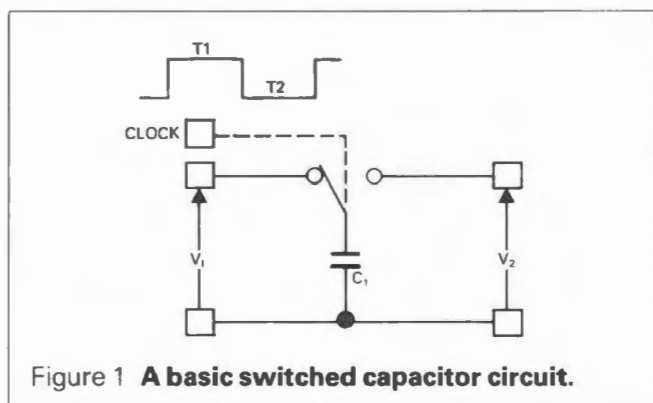 T1
T2
CLOCK
V₁
C₁
V₂
Figure 1 A basic switched capacitor circuit.